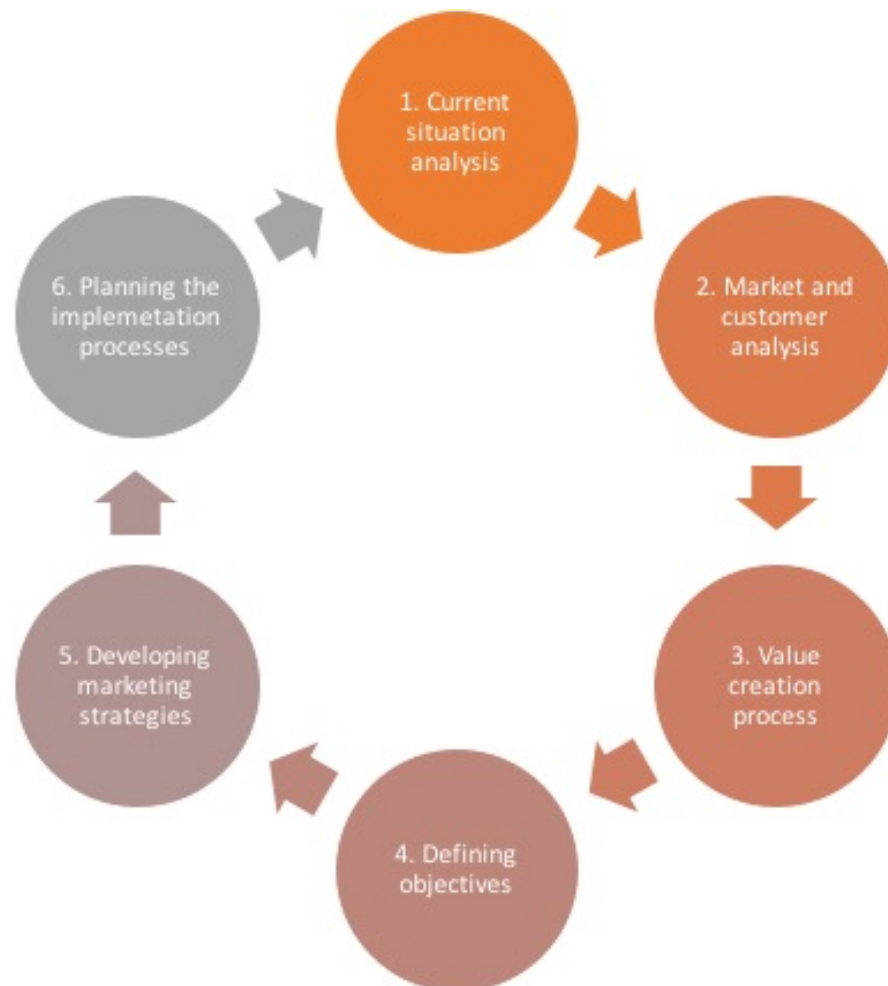 1. Current
situation
analysis
2. Market and
customer
analysis
3. Value
creation
process
4. Defining
objectives
5. Developing
marketing
strategies
6. Planning the
implemetation
processes